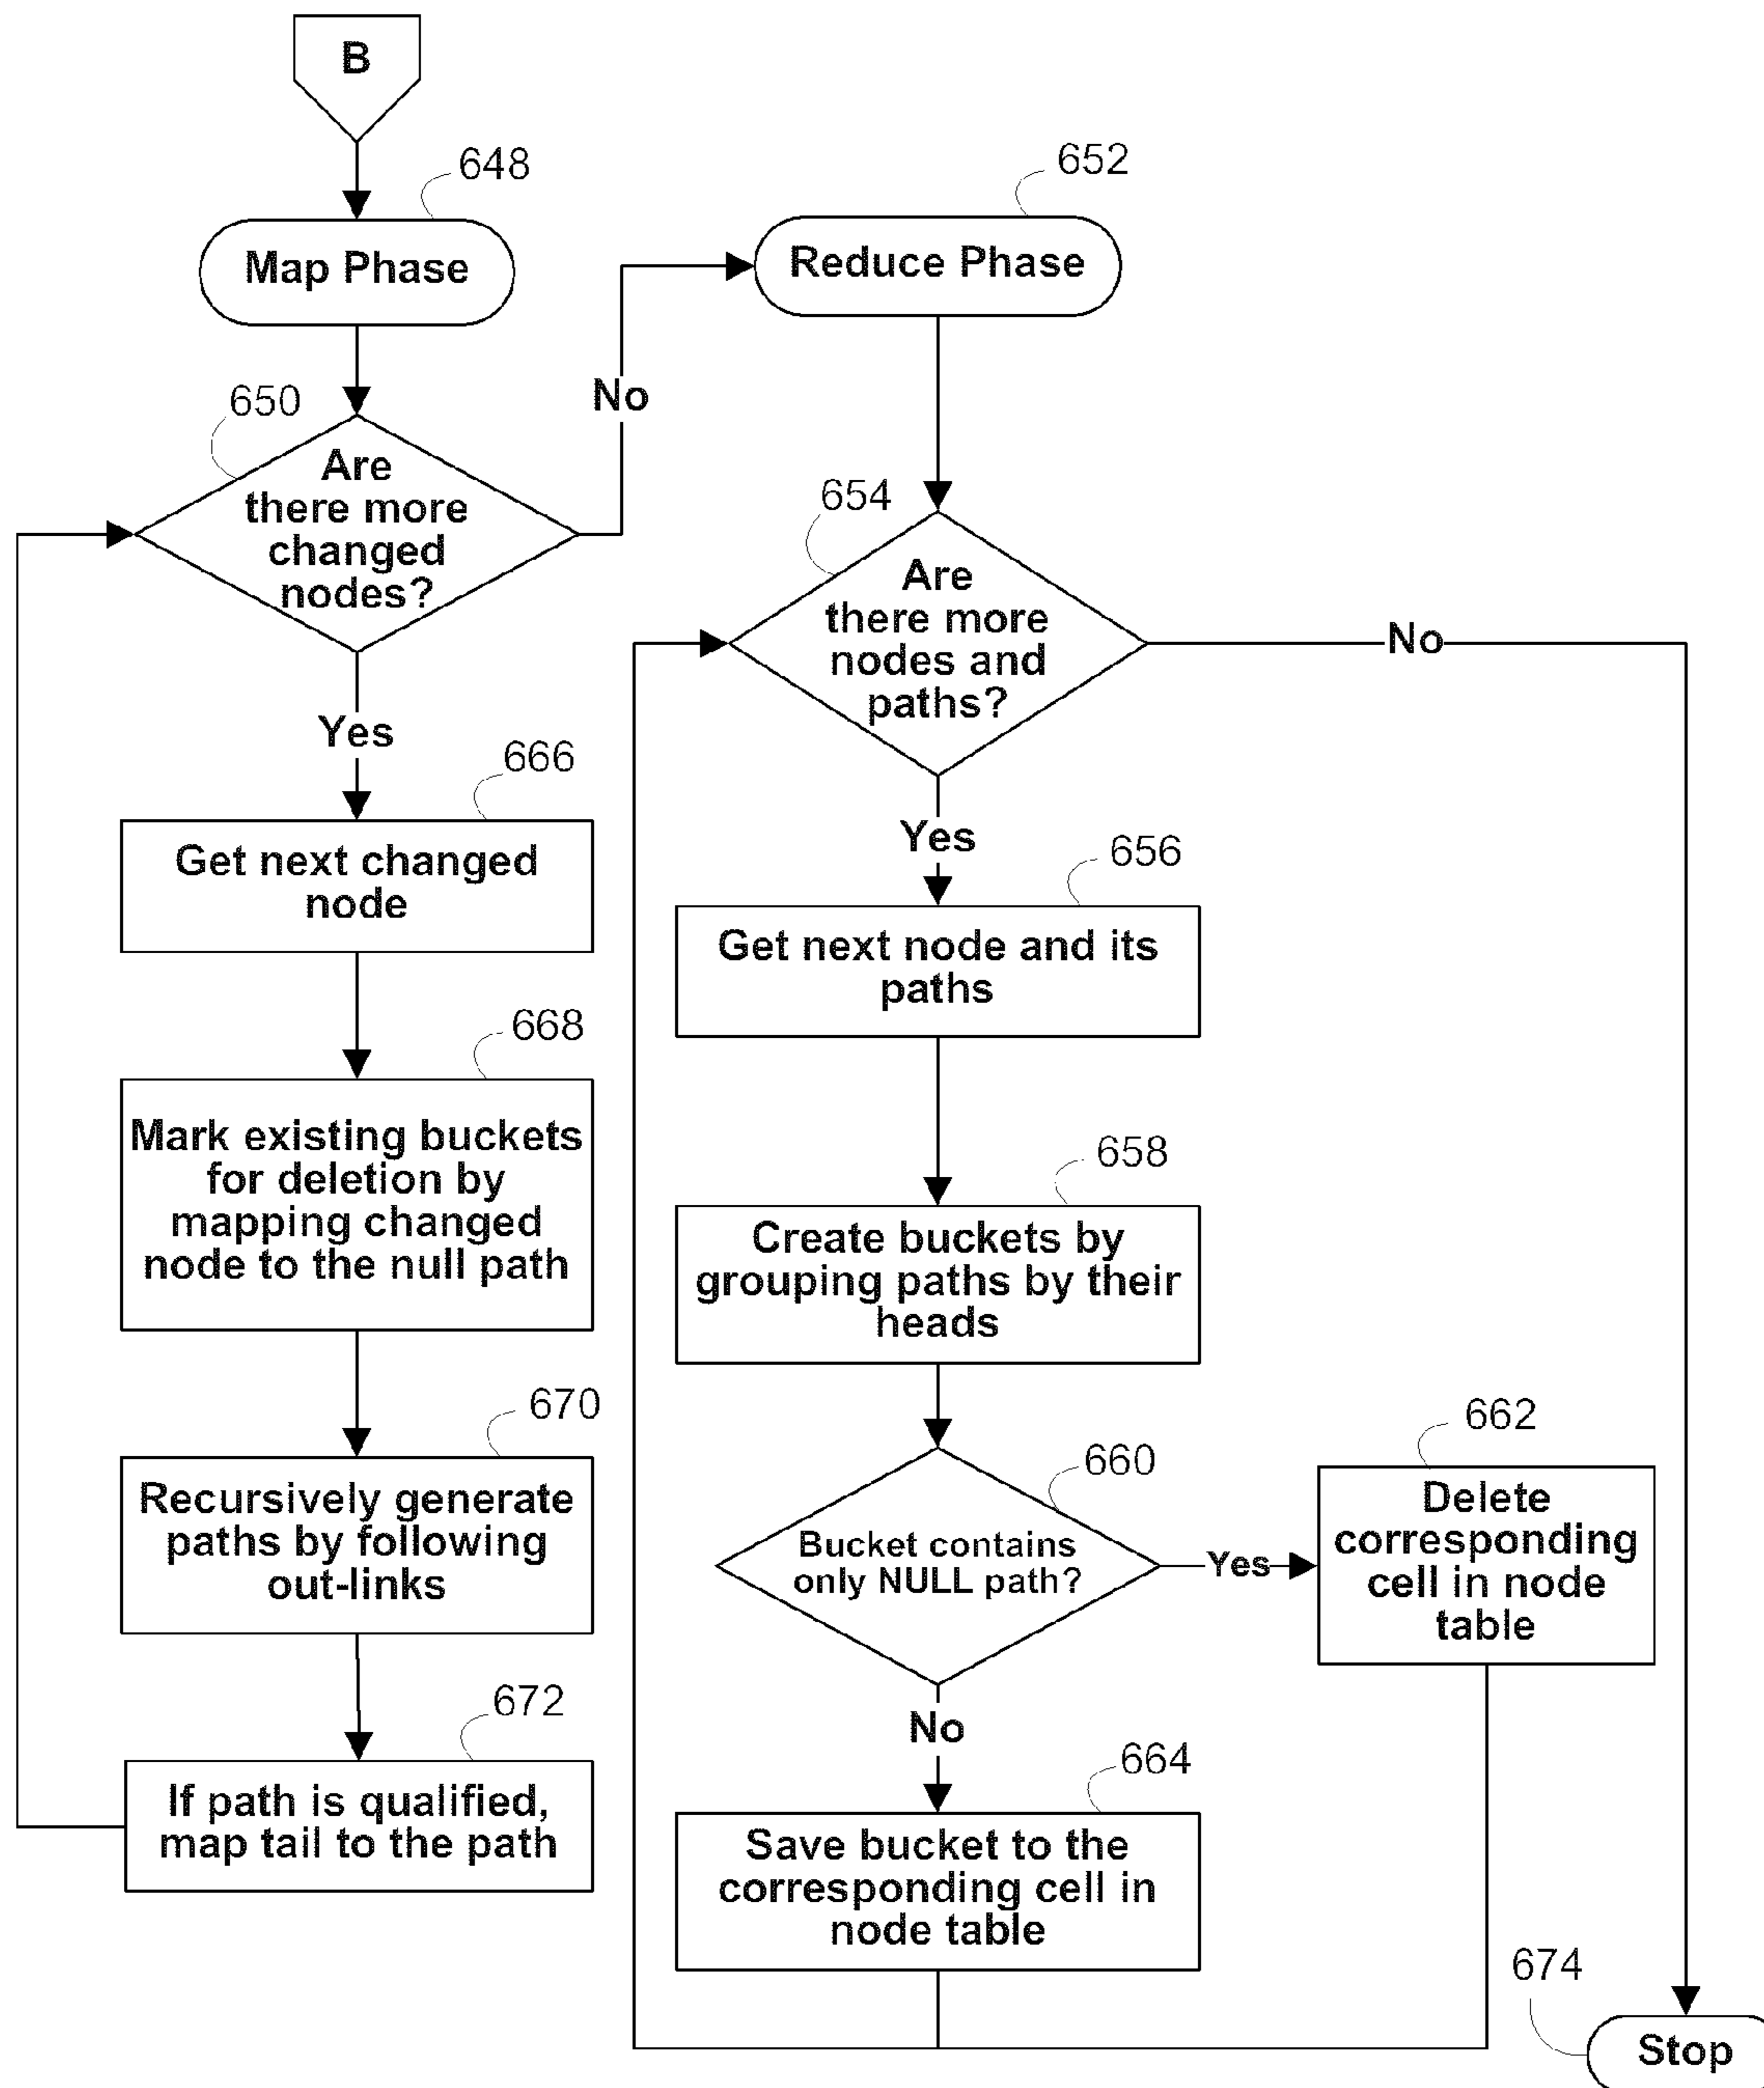 B
648
Map Phase
650
Are
there more
changed
nodes?
No
Yes
666
Get next changed
node
668
Mark existing buckets
for deletion by
mapping changed
node to the null path
670
Recursively generate
paths by following
out-links
672
If path is qualified,
map tail to the path
652
Reduce Phase
654
Are
there more
nodes and
paths?
No
Yes
656
Get next node and its
paths
658
Create buckets by
grouping paths by their
heads
660
Bucket contains
only NULL path?
Yes
662
Delete
corresponding
cell in node
table
No
664
Save bucket to the
corresponding cell in
node table
674
Stop